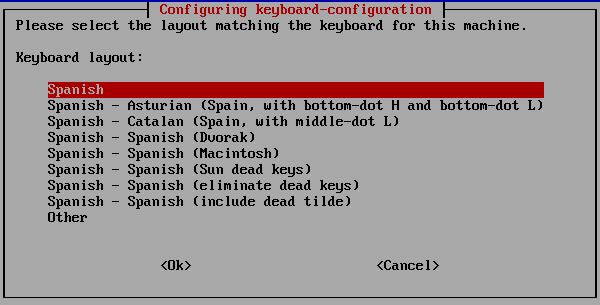 Configuring keyboard-configuration
Please select the layout matching the keyboard for this machine.
Keyboard layout:
Spanish
Spanish - Asturian (Spain, with bottom-dot H and bottom-dot L)
Spanish - Catalan (Spain, with middle-dot L)
Spanish - Spanish (Dvorak)
Spanish - Spanish (Macintosh)
Spanish - Spanish (Sun dead keys)
Spanish - Spanish (eliminate dead keys)
Spanish - Spanish (include dead tilde)
Other
<Ok> <Cancel>